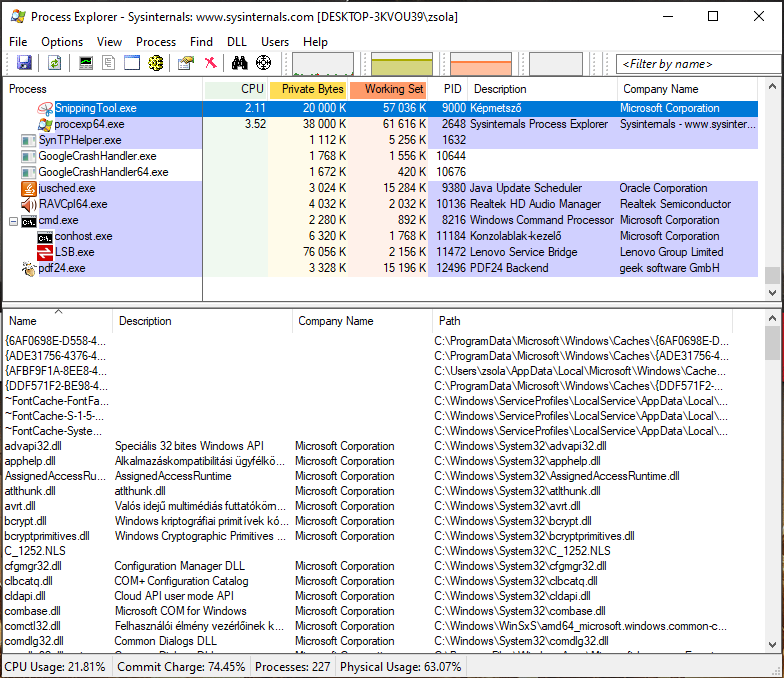 Process Explorer - Sysinternals: www.sysinternals.com [DESKTOP-3KVOU39\zsola]
File Options View Process Find DLL Users Help
<Filter by name>
Process CPU Private Bytes Working Set PID Description Company Name
SnippingTool.exe 2.11 20 000 K 57 036 K 9000 Képmetsző Microsoft Corporation
procexp64.exe 3.52 38 000 K 61 616 K 2648 Sysinternals Process Explorer Sysinternals - www.sysinter...
SynTPHelper.exe 1 112 K 5 256 K 1632
GoogleCrashHandler.exe 1 768 K 1 556 K 10644
GoogleCrashHandler64.exe 1 672 K 420 K 10676
jusched.exe 3 024 K 15 284 K 9380 Java Update Scheduler Oracle Corporation
RAVCpl64.exe 4 032 K 2 032 K 10136 Realtek HD Audio Manager Realtek Semiconductor
cmd.exe 2 280 K 892 K 8216 Windows Command Processor Microsoft Corporation
conhost.exe 6 320 K 1 768 K 11184 Konzolablak-kezelő Microsoft Corporation
LSB.exe 76 056 K 2 156 K 11472 Lenovo Service Bridge Lenovo Group Limited
pdf24.exe 3 328 K 15 196 K 12496 PDF24 Backend geek software GmbH
Name Description Company Name Path
{6AF0698E-D558-4... C:\ProgramData\Microsoft\Windows\Caches\{6AF0698E-D...
{ADE31756-4376-4... C:\ProgramData\Microsoft\Windows\Caches\{ADE31756-4...
{AFBF9F1A-8EE8-4... C:\Users\zsola\AppData\Local\Microsoft\Windows\Cache...
{DDF571F2-BE98-4... C:\ProgramData\Microsoft\Windows\Caches\{DDF571F2-...
~FontCache-FontFa... C:\Windows\ServiceProfiles\LocalService\AppData\Local\...
~FontCache-S-1-5-... C:\Windows\ServiceProfiles\LocalService\AppData\Local\...
~FontCache-Syste... C:\Windows\ServiceProfiles\LocalService\AppData\Local\...
advapi32.dll Speciális 32 bites Windows API Microsoft Corporation C:\Windows\System32\advapi32.dll
apphelp.dll Alkalmazáskompatibilitási ügyfélkö... Microsoft Corporation C:\Windows\System32\apphelp.dll
AssignedAccessRu... AssignedAccessRuntime Microsoft Corporation C:\Windows\System32\AssignedAccessRuntime.dll
atlthunk.dll atlthunk.dll Microsoft Corporation C:\Windows\System32\atlthunk.dll
avrt.dll Valós idejű multimédiás futtatókörn... Microsoft Corporation C:\Windows\System32\avrt.dll
bcrypt.dll Windows kriptográfiai primitívek kó... Microsoft Corporation C:\Windows\System32\bcrypt.dll
bcryptprimitives.dll Windows Cryptographic Primitives ... Microsoft Corporation C:\Windows\System32\bcryptprimitives.dll
C_1252.NLS C:\Windows\System32\C_1252.NLS
cfgmgr32.dll Configuration Manager DLL Microsoft Corporation C:\Windows\System32\cfgmgr32.dll
clbcatq.dll COM+ Configuration Catalog Microsoft Corporation C:\Windows\System32\clbcatq.dll
cldapi.dll Cloud API user mode API Microsoft Corporation C:\Windows\System32\cldapi.dll
combase.dll Microsoft COM for Windows Microsoft Corporation C:\Windows\System32\combase.dll
comctl32.dll Felhasználói élmény vezérlőinek k... Microsoft Corporation C:\Windows\WinSxS\amd64_microsoft.windows.common-c...
comdlg32.dll Common Dialogs DLL Microsoft Corporation C:\Windows\System32\comdlg32.dll
CPU Usage: 21.81% Commit Charge: 74.45% Processes: 227 Physical Usage: 63.07%